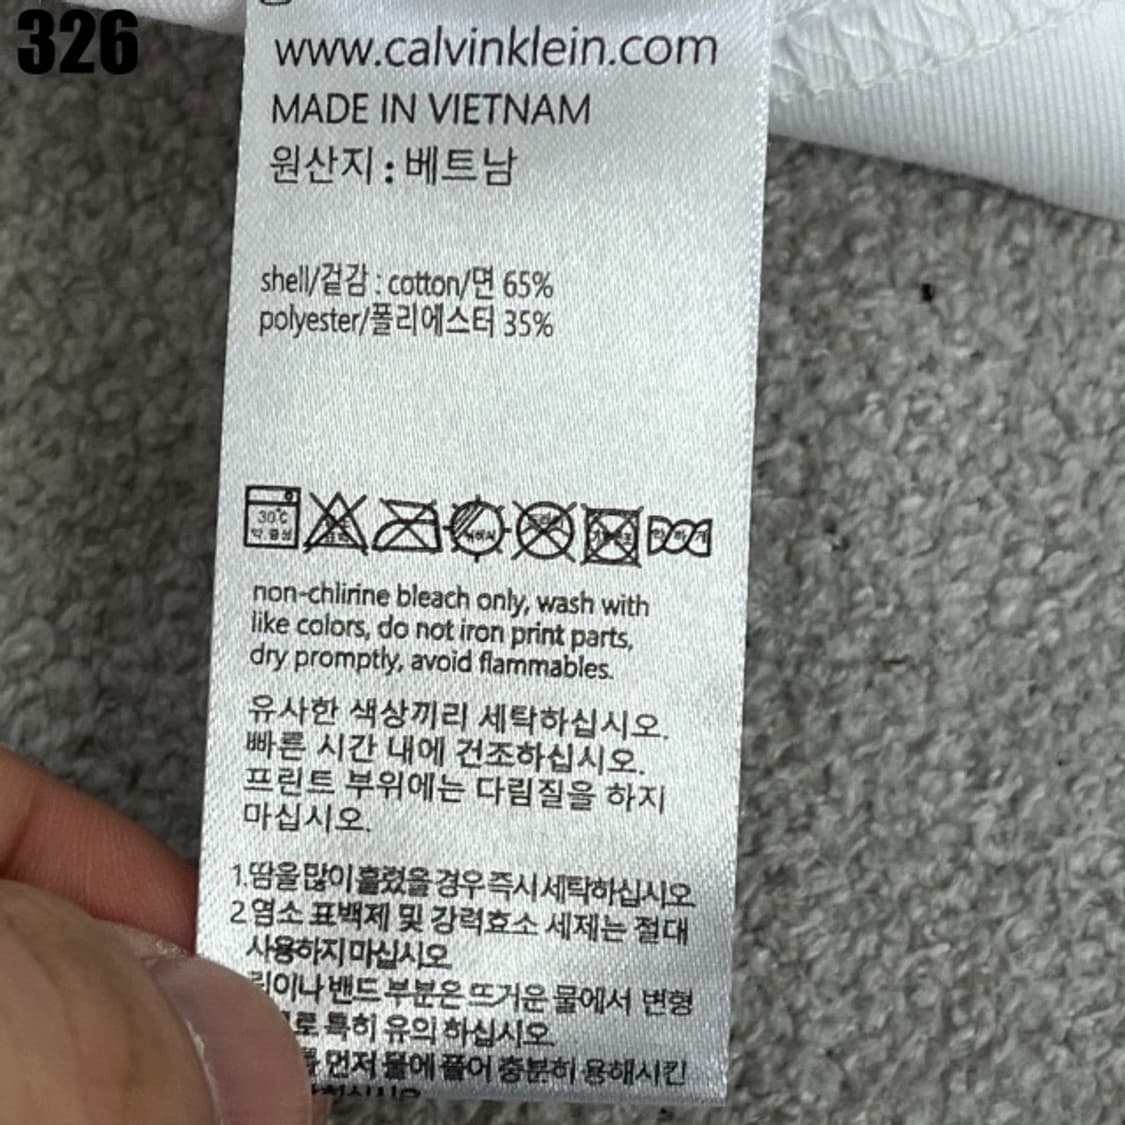 326
www.calvinklein.com
MADE IN VIETNAM
원산지 : 베트남
shell/겉감 : cotton/면 65%
polyester/폴리에스터 35%
30℃
약 중성
non-chlirine bleach only, wash with
like colors, do not iron print parts,
dry promptly, avoid flammables.
유사한 색상끼리 세탁하십시오.
빠른 시간 내에 건조하십시오.
프린트 부위에는 다림질을 하지
마십시오.
1.땀을 많이 흘렸을 경우 즉시 세탁하십시오
2 염소 표백제 및 강력효소 세제는 절대
사용하지 마십시오
밴드 부분은 뜨거운 물에서 변형
특히 유의 하십시오.
먼저 물에 풀어 충분히 용해시킨